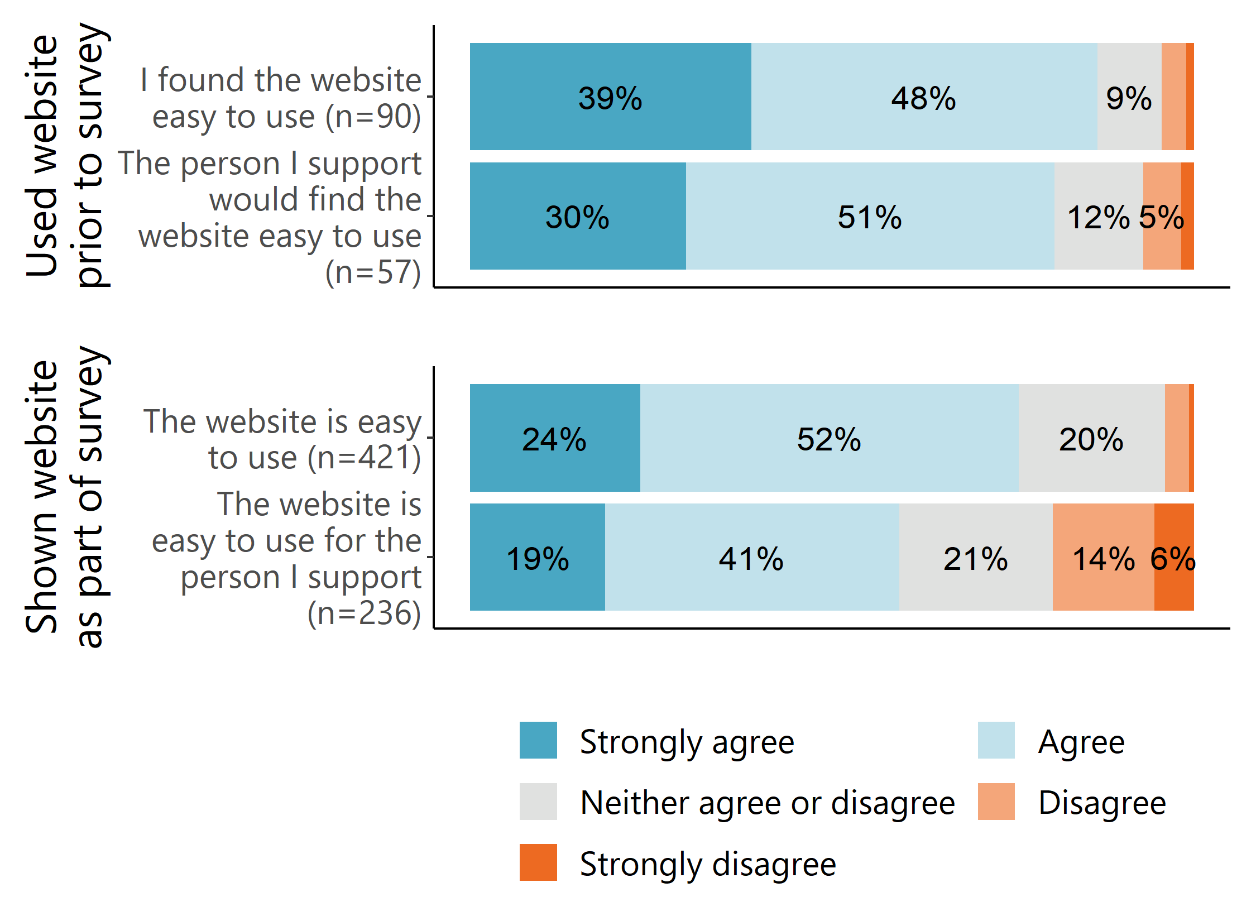 Used website
prior to survey
I found the website
easy to use (n=90)
39% 48% 9%
The person I support
would find the
website easy to use
(n=57)
30% 51% 12% 5%
Shown website
as part of survey
The website is easy
to use (n=421)
24% 52% 20%
The website is
easy to use for the
person I support
(n=236)
19% 41% 21% 14% 6%
Strongly agree
Agree
Neither agree or disagree
Disagree
Strongly disagree